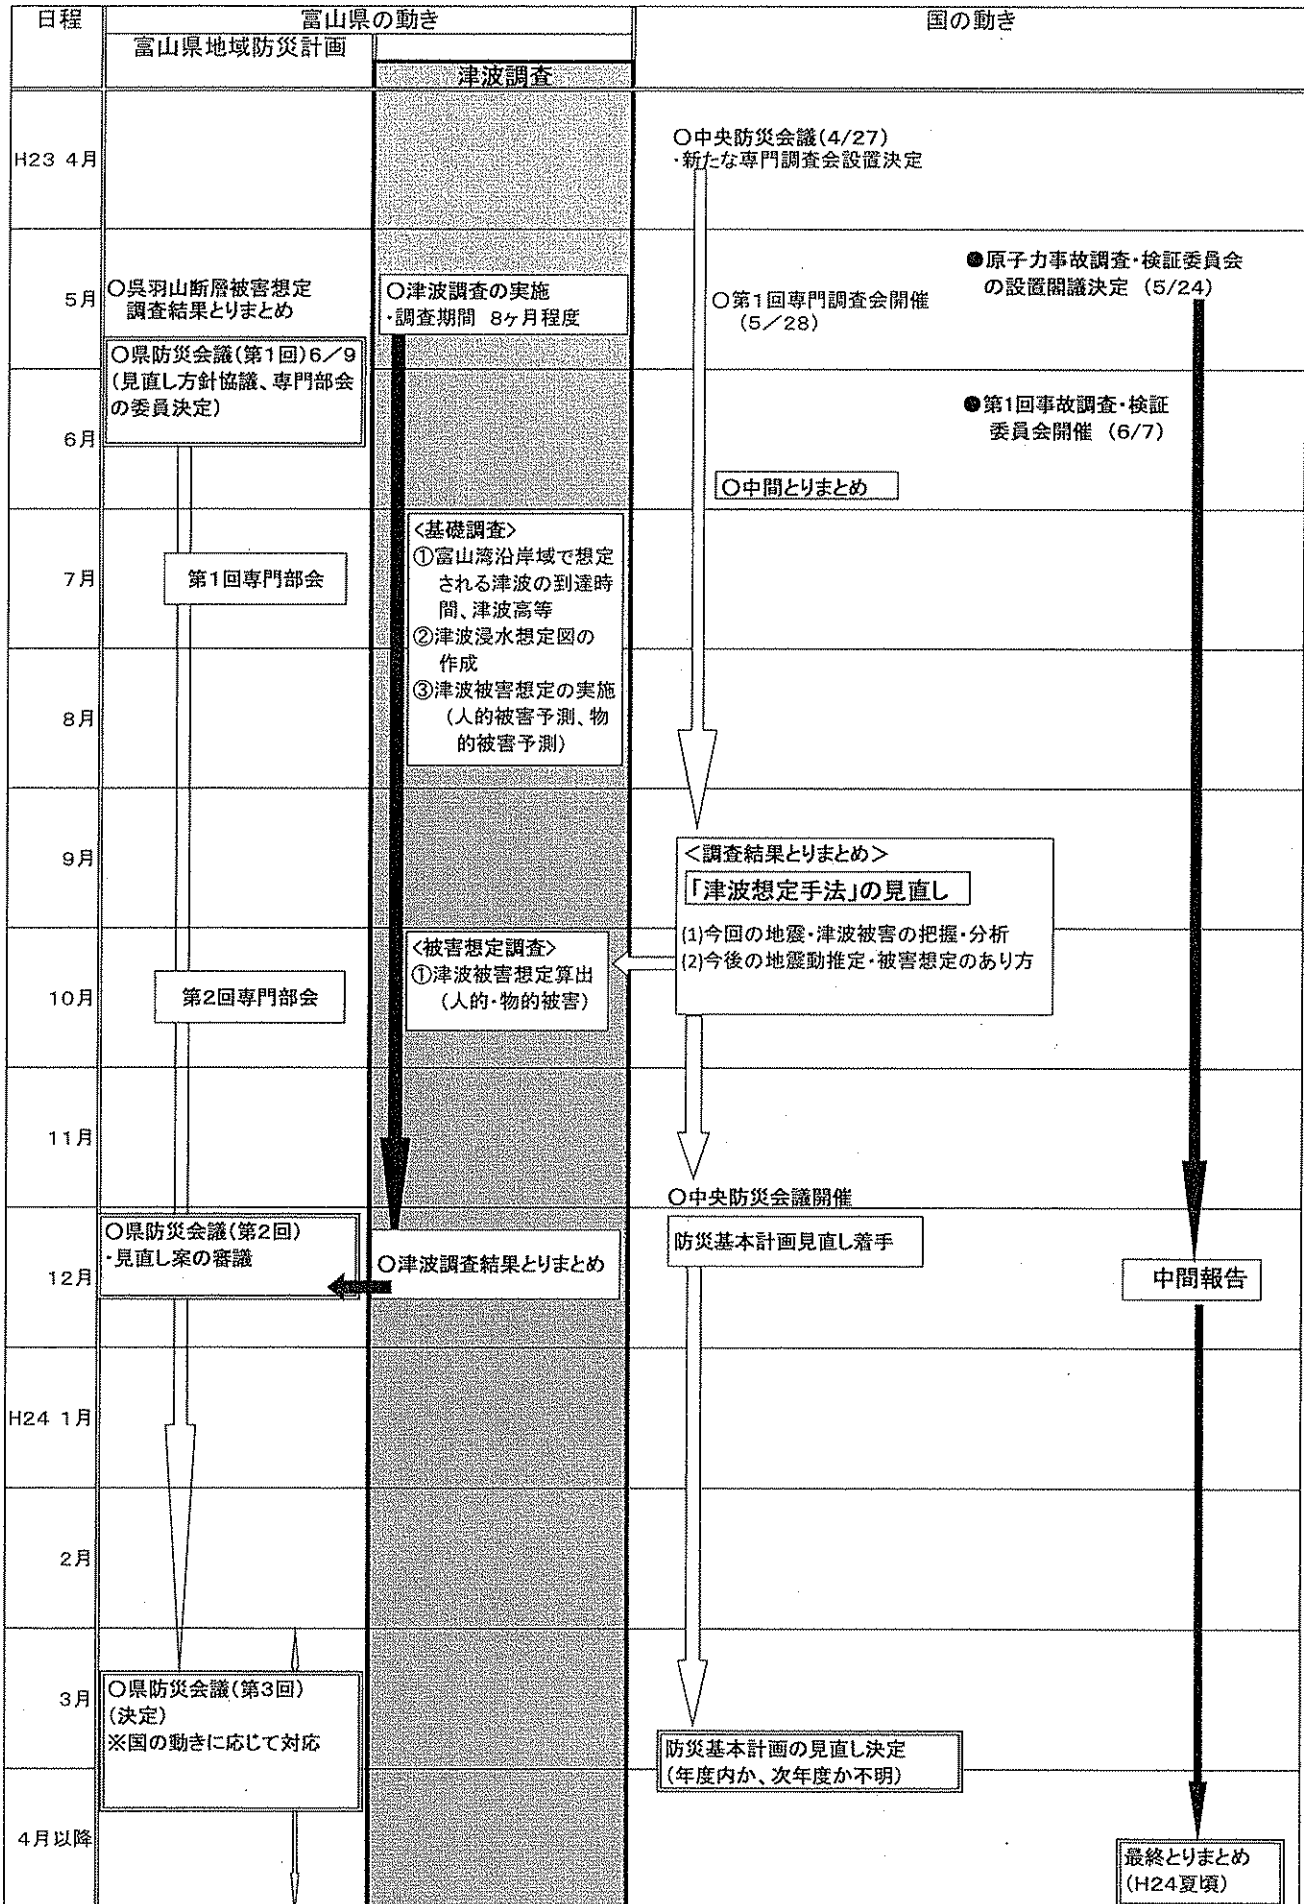 日程
富山県の動き
国の動き
富山県地域防災計画
津波調査
H23 4月
〇中央防災会議(4/27)
・新たな専門調査会設置決定
5月
〇呉羽山断層被害想定
調査結果とりまとめ
〇津波調査の実施
・調査期間 8ヶ月程度
〇第1回専門調査会開催
(5/28)
●原子力事故調査・検証委員会
の設置閣議決定 (5/24)
〇県防災会議(第1回)6/9
(見直し方針協議、専門部会
の委員決定)
6月
●第1回事故調査・検証
委員会開催 (6/7)
〇中間とりまとめ
7月
第1回専門部会
<基礎調査>
①富山湾沿岸域で想定
される津波の到達時
間、津波高等
②津波浸水想定図の
作成
③津波被害想定の実施
(人的被害予測、物
的被害予測)
8月
9月
<調査結果とりまとめ>
「津波想定手法」の見直し
(1)今回の地震・津波被害の把握・分析
(2)今後の地震動推定・被害想定のあり方
10月
第2回専門部会
<被害想定調査>
①津波被害想定算出
(人的・物的被害)
11月
〇中央防災会議開催
防災基本計画見直し着手
12月
〇県防災会議(第2回)
・見直し案の審議
〇津波調査結果とりまとめ
中間報告
H24 1月
2月
3月
〇県防災会議(第3回)
(決定)
※国の動きに応じて対応
防災基本計画の見直し決定
(年度内か、次年度か不明)
4月以降
最終とりまとめ
(H24夏頃)